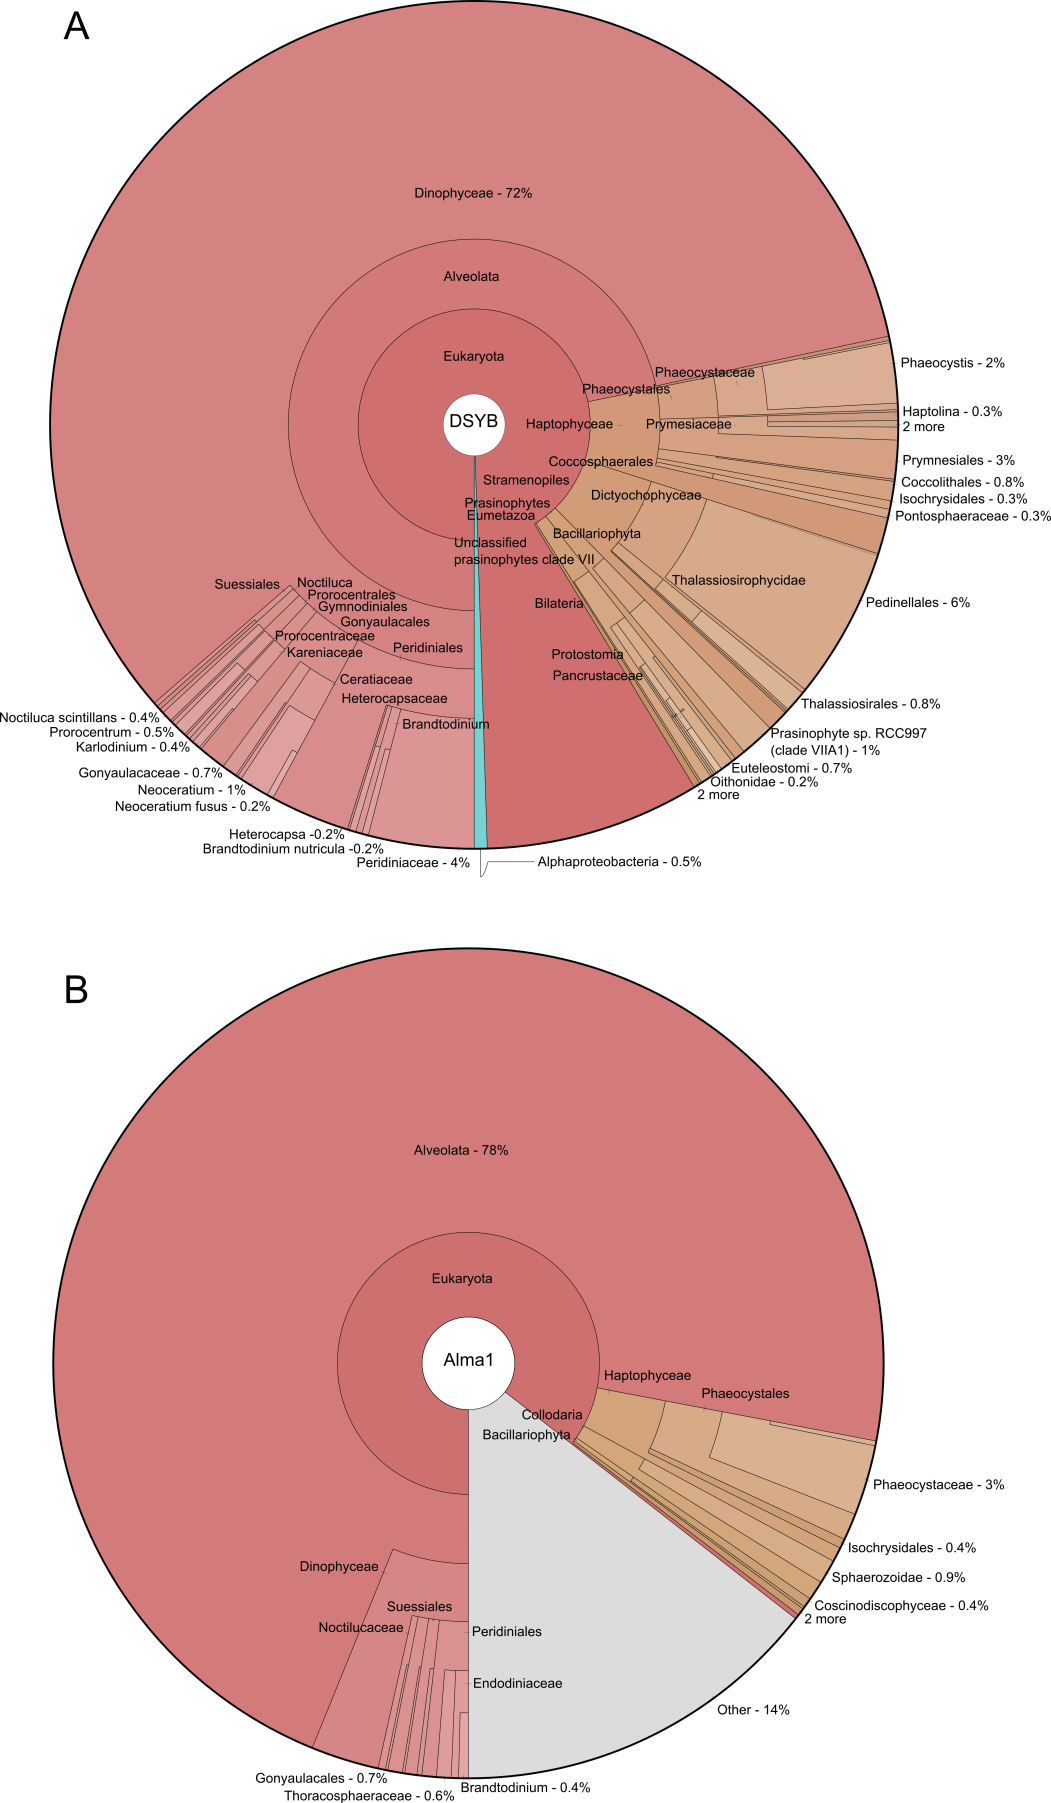 A
Dinophyceae - 72%
Alveolata
Eukaryota
DSYB
Phaeocystis - 2%
Phaeocystaceae
Phaeocystales
Haptolina - 0.3%
Haptophyceae
Prymesiaceae
2 more
Coccosphaerales
Prymnesiales - 3%
Stramenopiles
Coccolithales - 0.8%
Dictyochophyceae
Isochrysidales - 0.3%
Prasinophytes
Pontosphaeraceae - 0.3%
Eumetazoa
Bacillariophyta
Unclassified
prasinophytes clade VII
Thalassiosirophycidae
Suessiales
Noctiluca
Prorocentrales
Bilateria
Pedinellales - 6%
Gymnodiniales
Gonyaulacales
Prorocentraceae
Peridiniales
Kareniaceae
Protostomia
Pancrustaceae
Ceratiaceae
Heterocapsaceae
Thalassiosirales - 0.8%
Noctiluca scintillans - 0.4%
Brandtodinium
Prorocentrum - 0.5%
Prasinophyte sp. RCC997
Karlodinium - 0.4%
(clade VIIA1) - 1%
Gonyaulacaceae - 0.7%
Euteleostomi - 0.7%
Neoceratium - 1%
Oithonidae - 0.2%
2 more
Neoceratium fusus - 0.2%
Heterocapsa -0.2%
Brandtodinium nutricula -0.2%
Peridiniaceae - 4%
Alphaproteobacteria - 0.5%
B
Alveolata - 78%
Eukaryota
Alma1
Haptophyceae
Phaeocystales
Collodaria
Bacillariophyta
Phaeocystaceae - 3%
Isochrysidales - 0.4%
Dinophyceae
Sphaerozoidae - 0.9%
Suessiales
Coscinodiscophyceae - 0.4%
2 more
Noctilucaceae
Peridiniales
Endodiniaceae
Other - 14%
Gonyaulacales - 0.7%
Brandtodinium - 0.4%
Thoracosphaeraceae - 0.6%